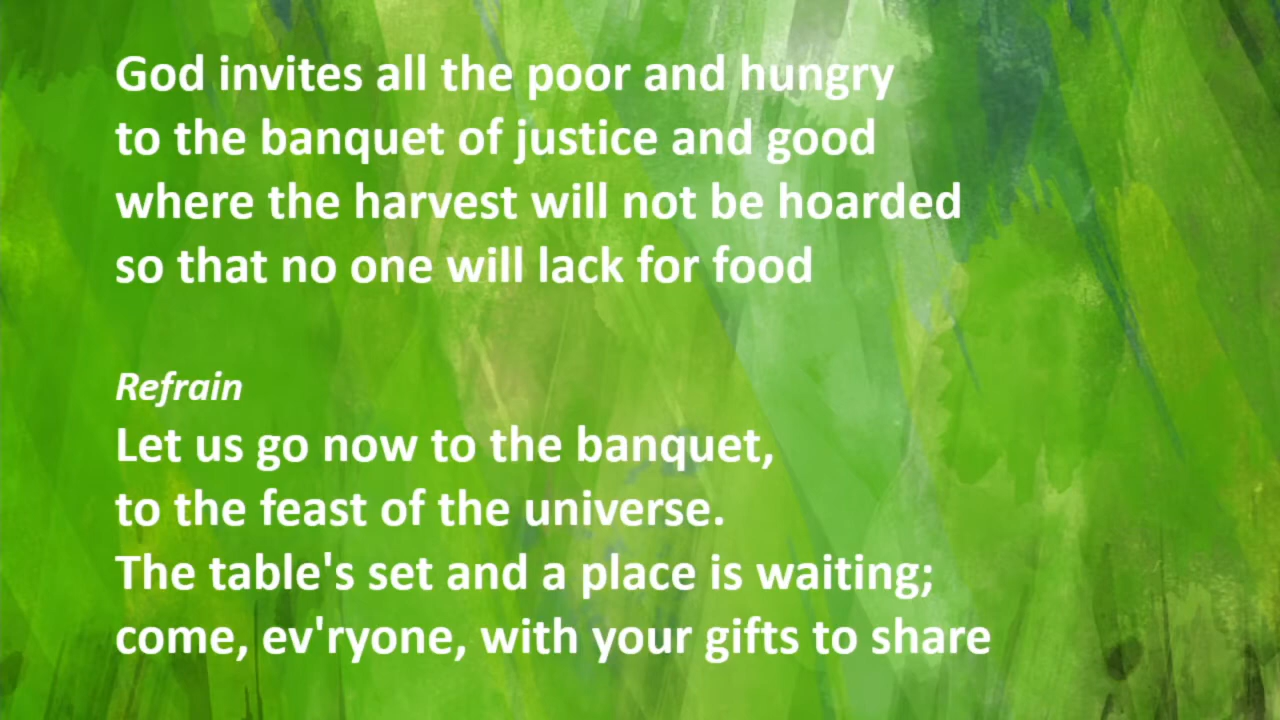 God invites all the poor and hungry
to the banquet of justice and good
where the harvest will not be hoarded
so that no one will lack for food
Refrain
Let us go now to the banquet,
to the feast of the universe.
The table's set and a place is waiting;
come, ev'ryone, with your gifts to share